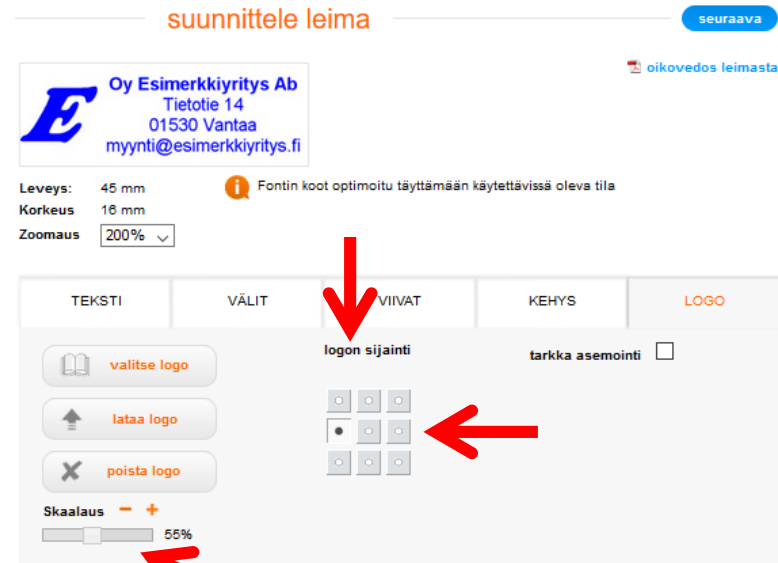 suunnittele leima
seuraava
oikovedos leimasta
E
Oy Esimerkkiyritys Ab
Tietotie 14
01530 Vantaa
myynti@esimerkkiyritys.fi
Leveys: 45 mm
Korkeus 16 mm
Zoomaus 200%
i Fontin koot optimoitu täyttämään käytettävissä oleva tila
TEKSTI VÄLIT VIIVAT KEHYS LOGO
valitse logo
lataa logo
poista logo
logon sijainti
tarkka asemointi
Skaalaus - +
55%